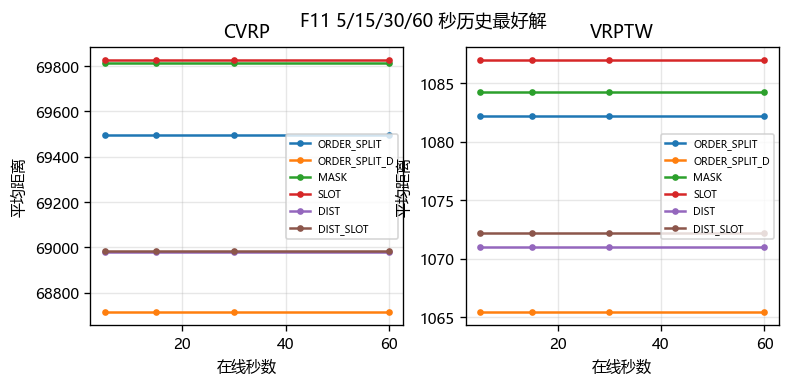 F11 5/15/30/60 秒历史最好解
CVRP
69800
69600
69400
69200
69000
68800
平均距离
20
40
60
在线秒数
ORDER_SPLIT
ORDER_SPLIT_D
MASK
SLOT
DIST
DIST_SLOT
VRPTW
1085
1080
1075
1070
1065
平均距离
20
40
60
在线秒数
ORDER_SPLIT
ORDER_SPLIT_D
MASK
SLOT
DIST
DIST_SLOT